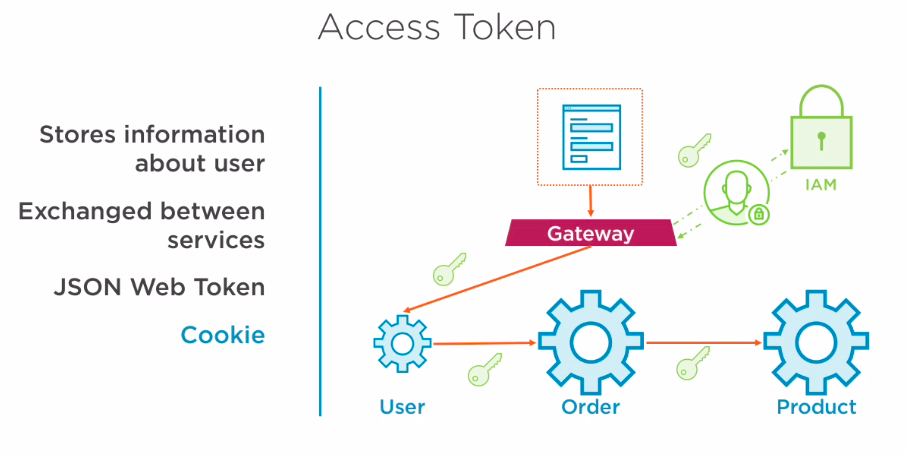 Access Token
Stores information
about user
Exchanged between
services
JSON Web Token
Cookie
IAM
Gateway
User
Order
Product